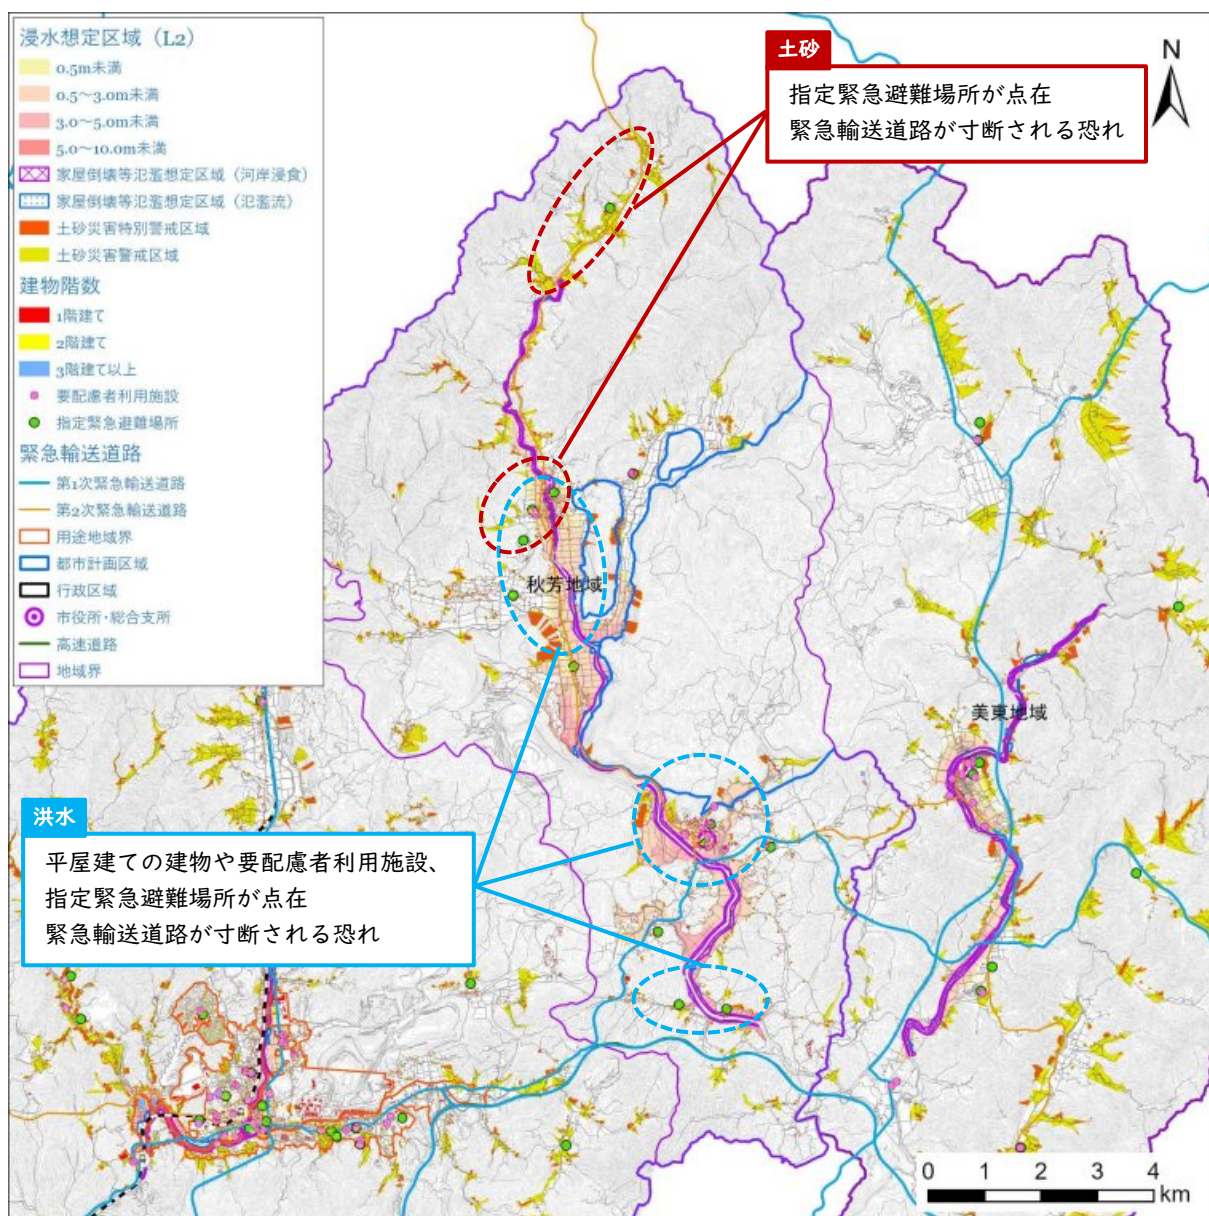 浸水想定区域（L2）
0.5m未満
0.5～3.0m未満
3.0～5.0m未満
5.0～10.0m未満
家屋倒壊等氾濫想定区域（河岸浸食）
家屋倒壊等氾濫想定区域（氾濫流）
土砂災害特別警戒区域
土砂災害警戒区域
建物階数
1階建て
2階建て
3階建て以上
要配慮者利用施設
指定緊急避難場所
緊急輸送道路
第1次緊急輸送道路
第2次緊急輸送道路
用途地域界
都市計画区域
行政区域
市役所・総合支所
高速道路
地域界
土砂
指定緊急避難場所が点在
緊急輸送道路が寸断される恐れ
N
秋芳地域
美東地域
洪水
平屋建ての建物や要配慮者利用施設、
指定緊急避難場所が点在
緊急輸送道路が寸断される恐れ
0 1 2 3 4
km